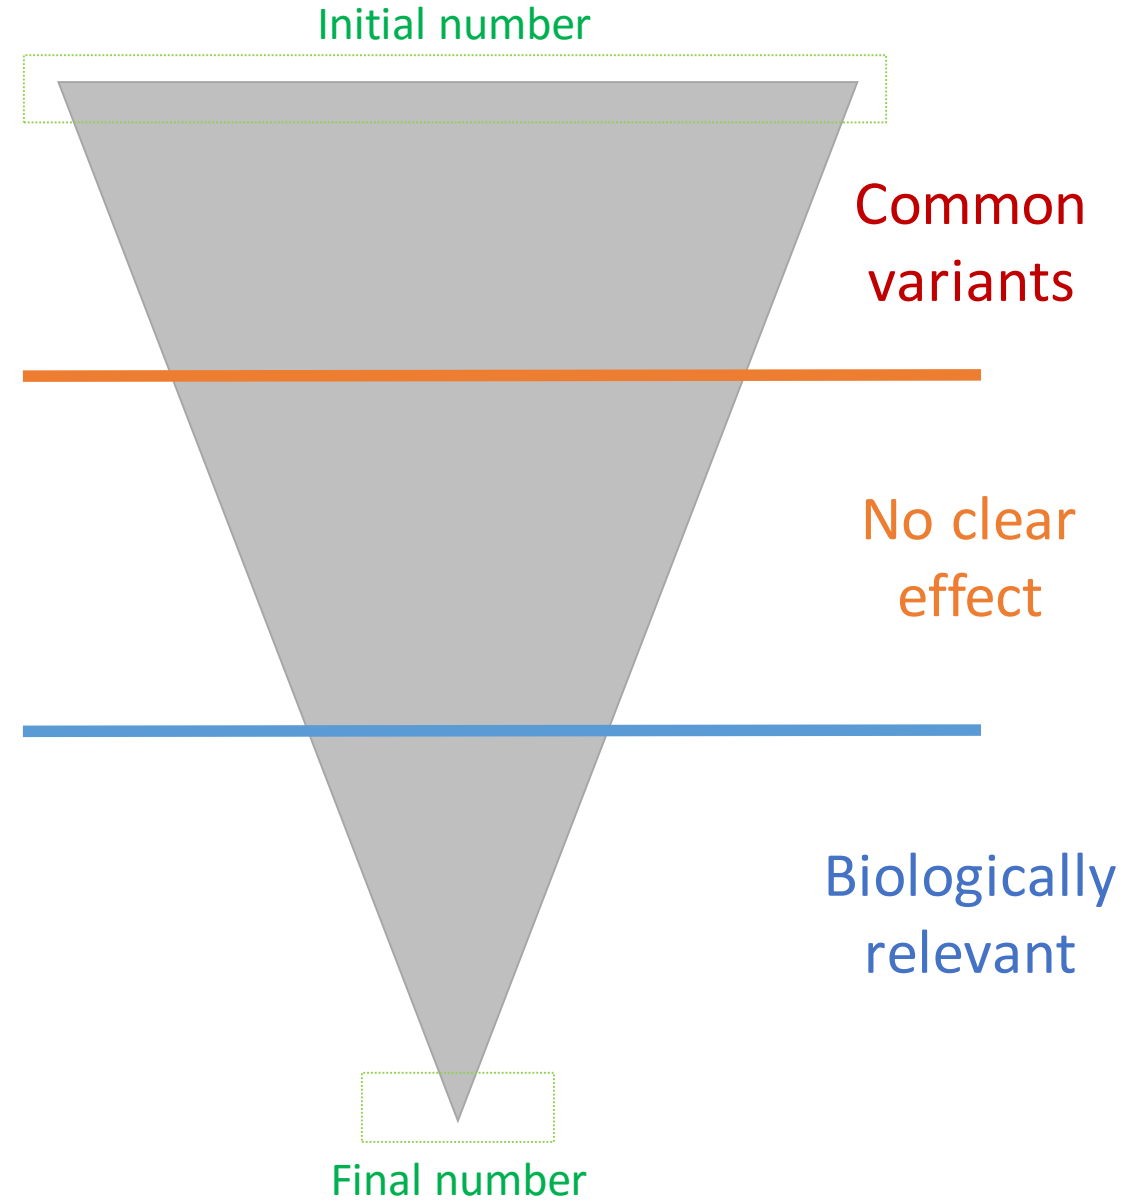 Initial number
Common
variants
No clear
effect
Biologically
relevant
Final number